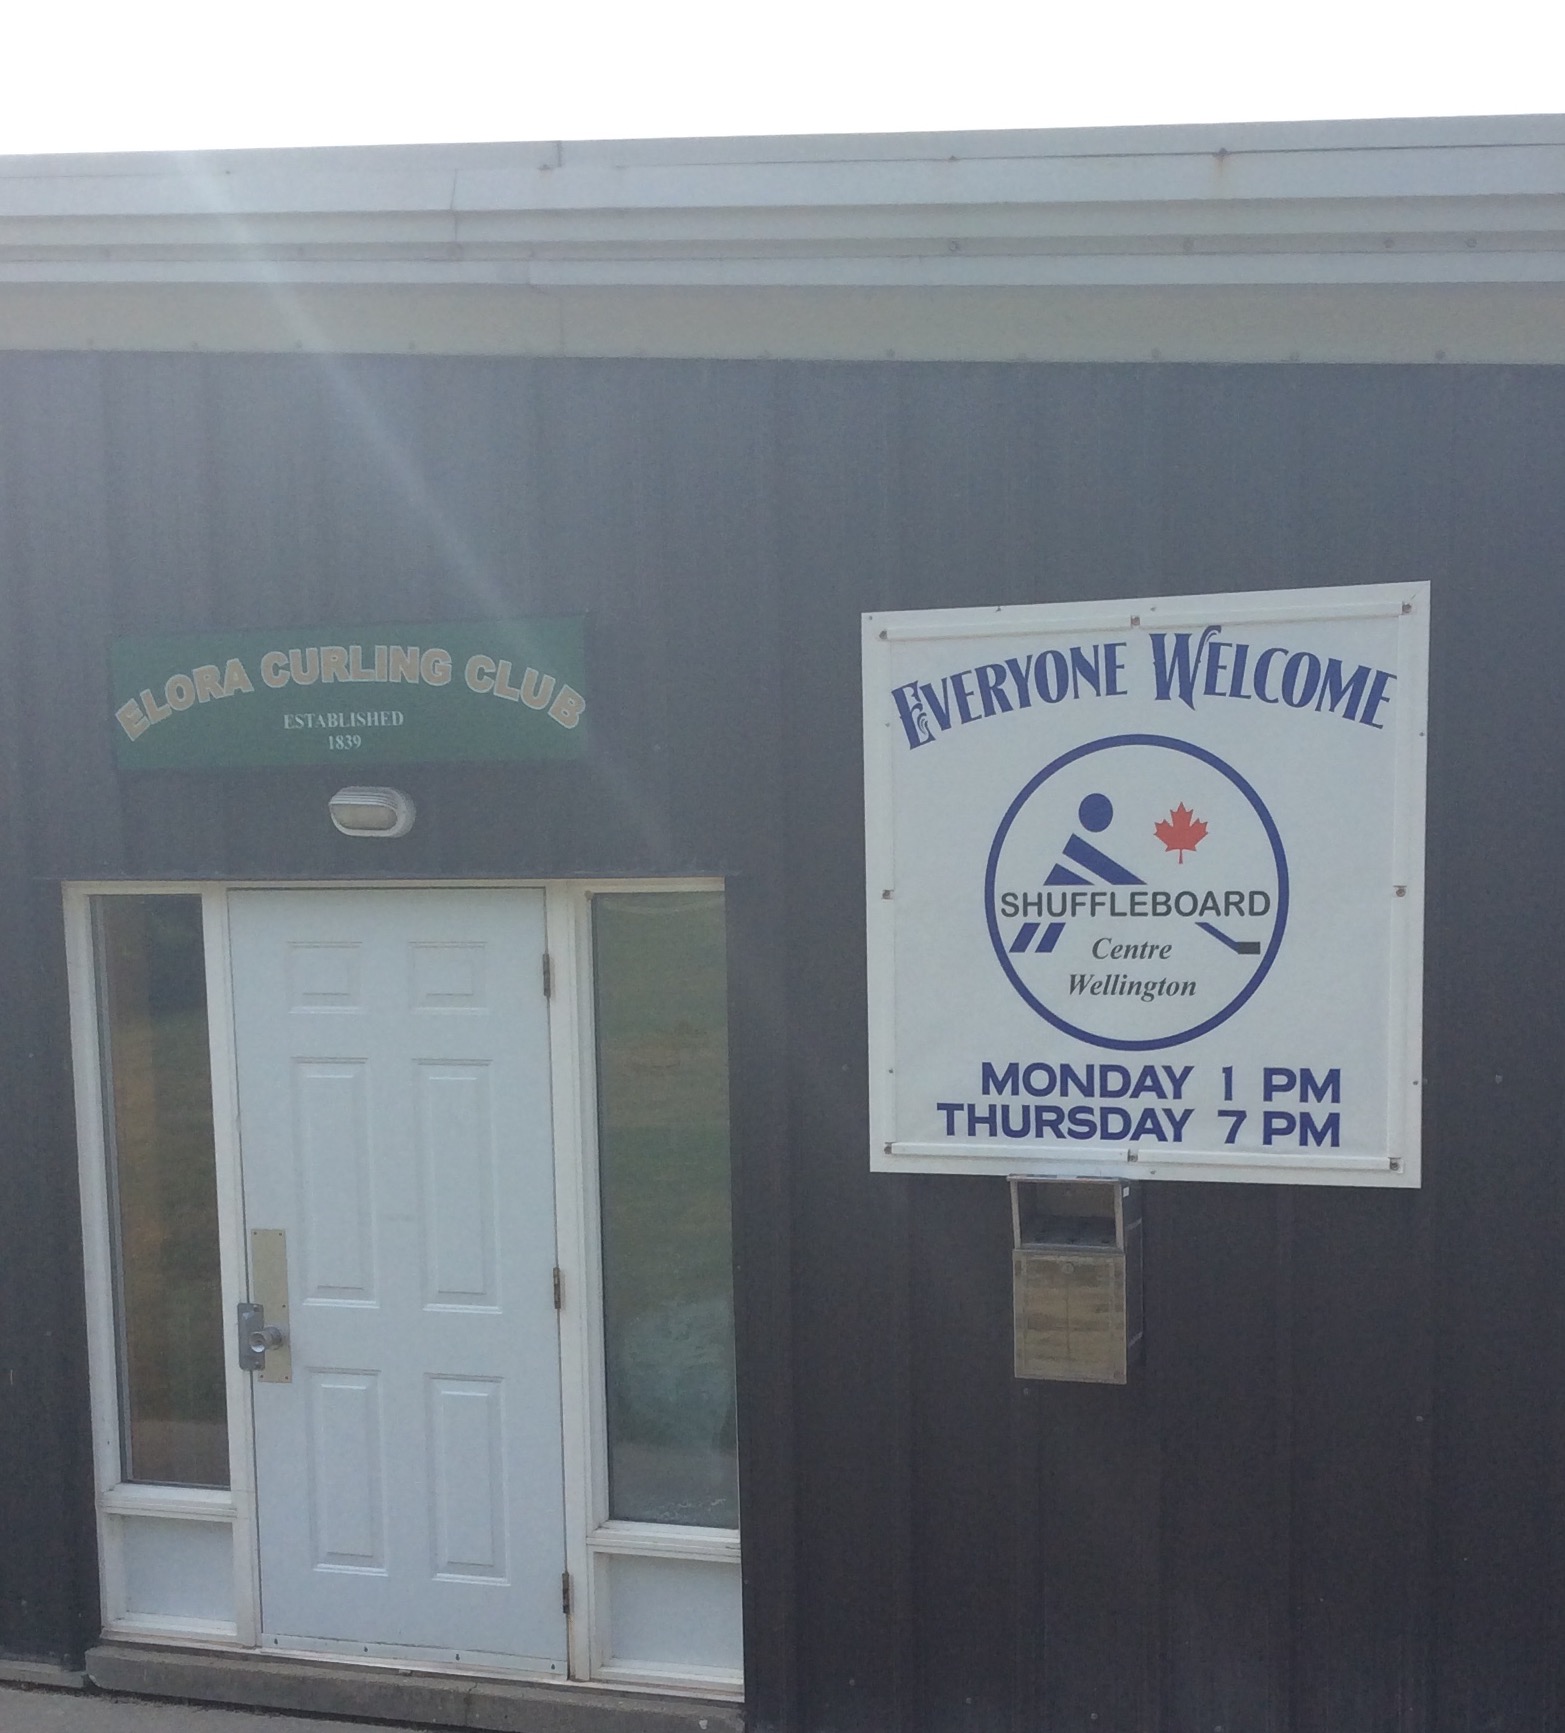 ELORA CURLING CLUB
ESTABLISHED
1839
EVERYONE WELCOME
SHUFFLEBOARD
Centre
Wellington
MONDAY 1 PM
THURSDAY 7 PM